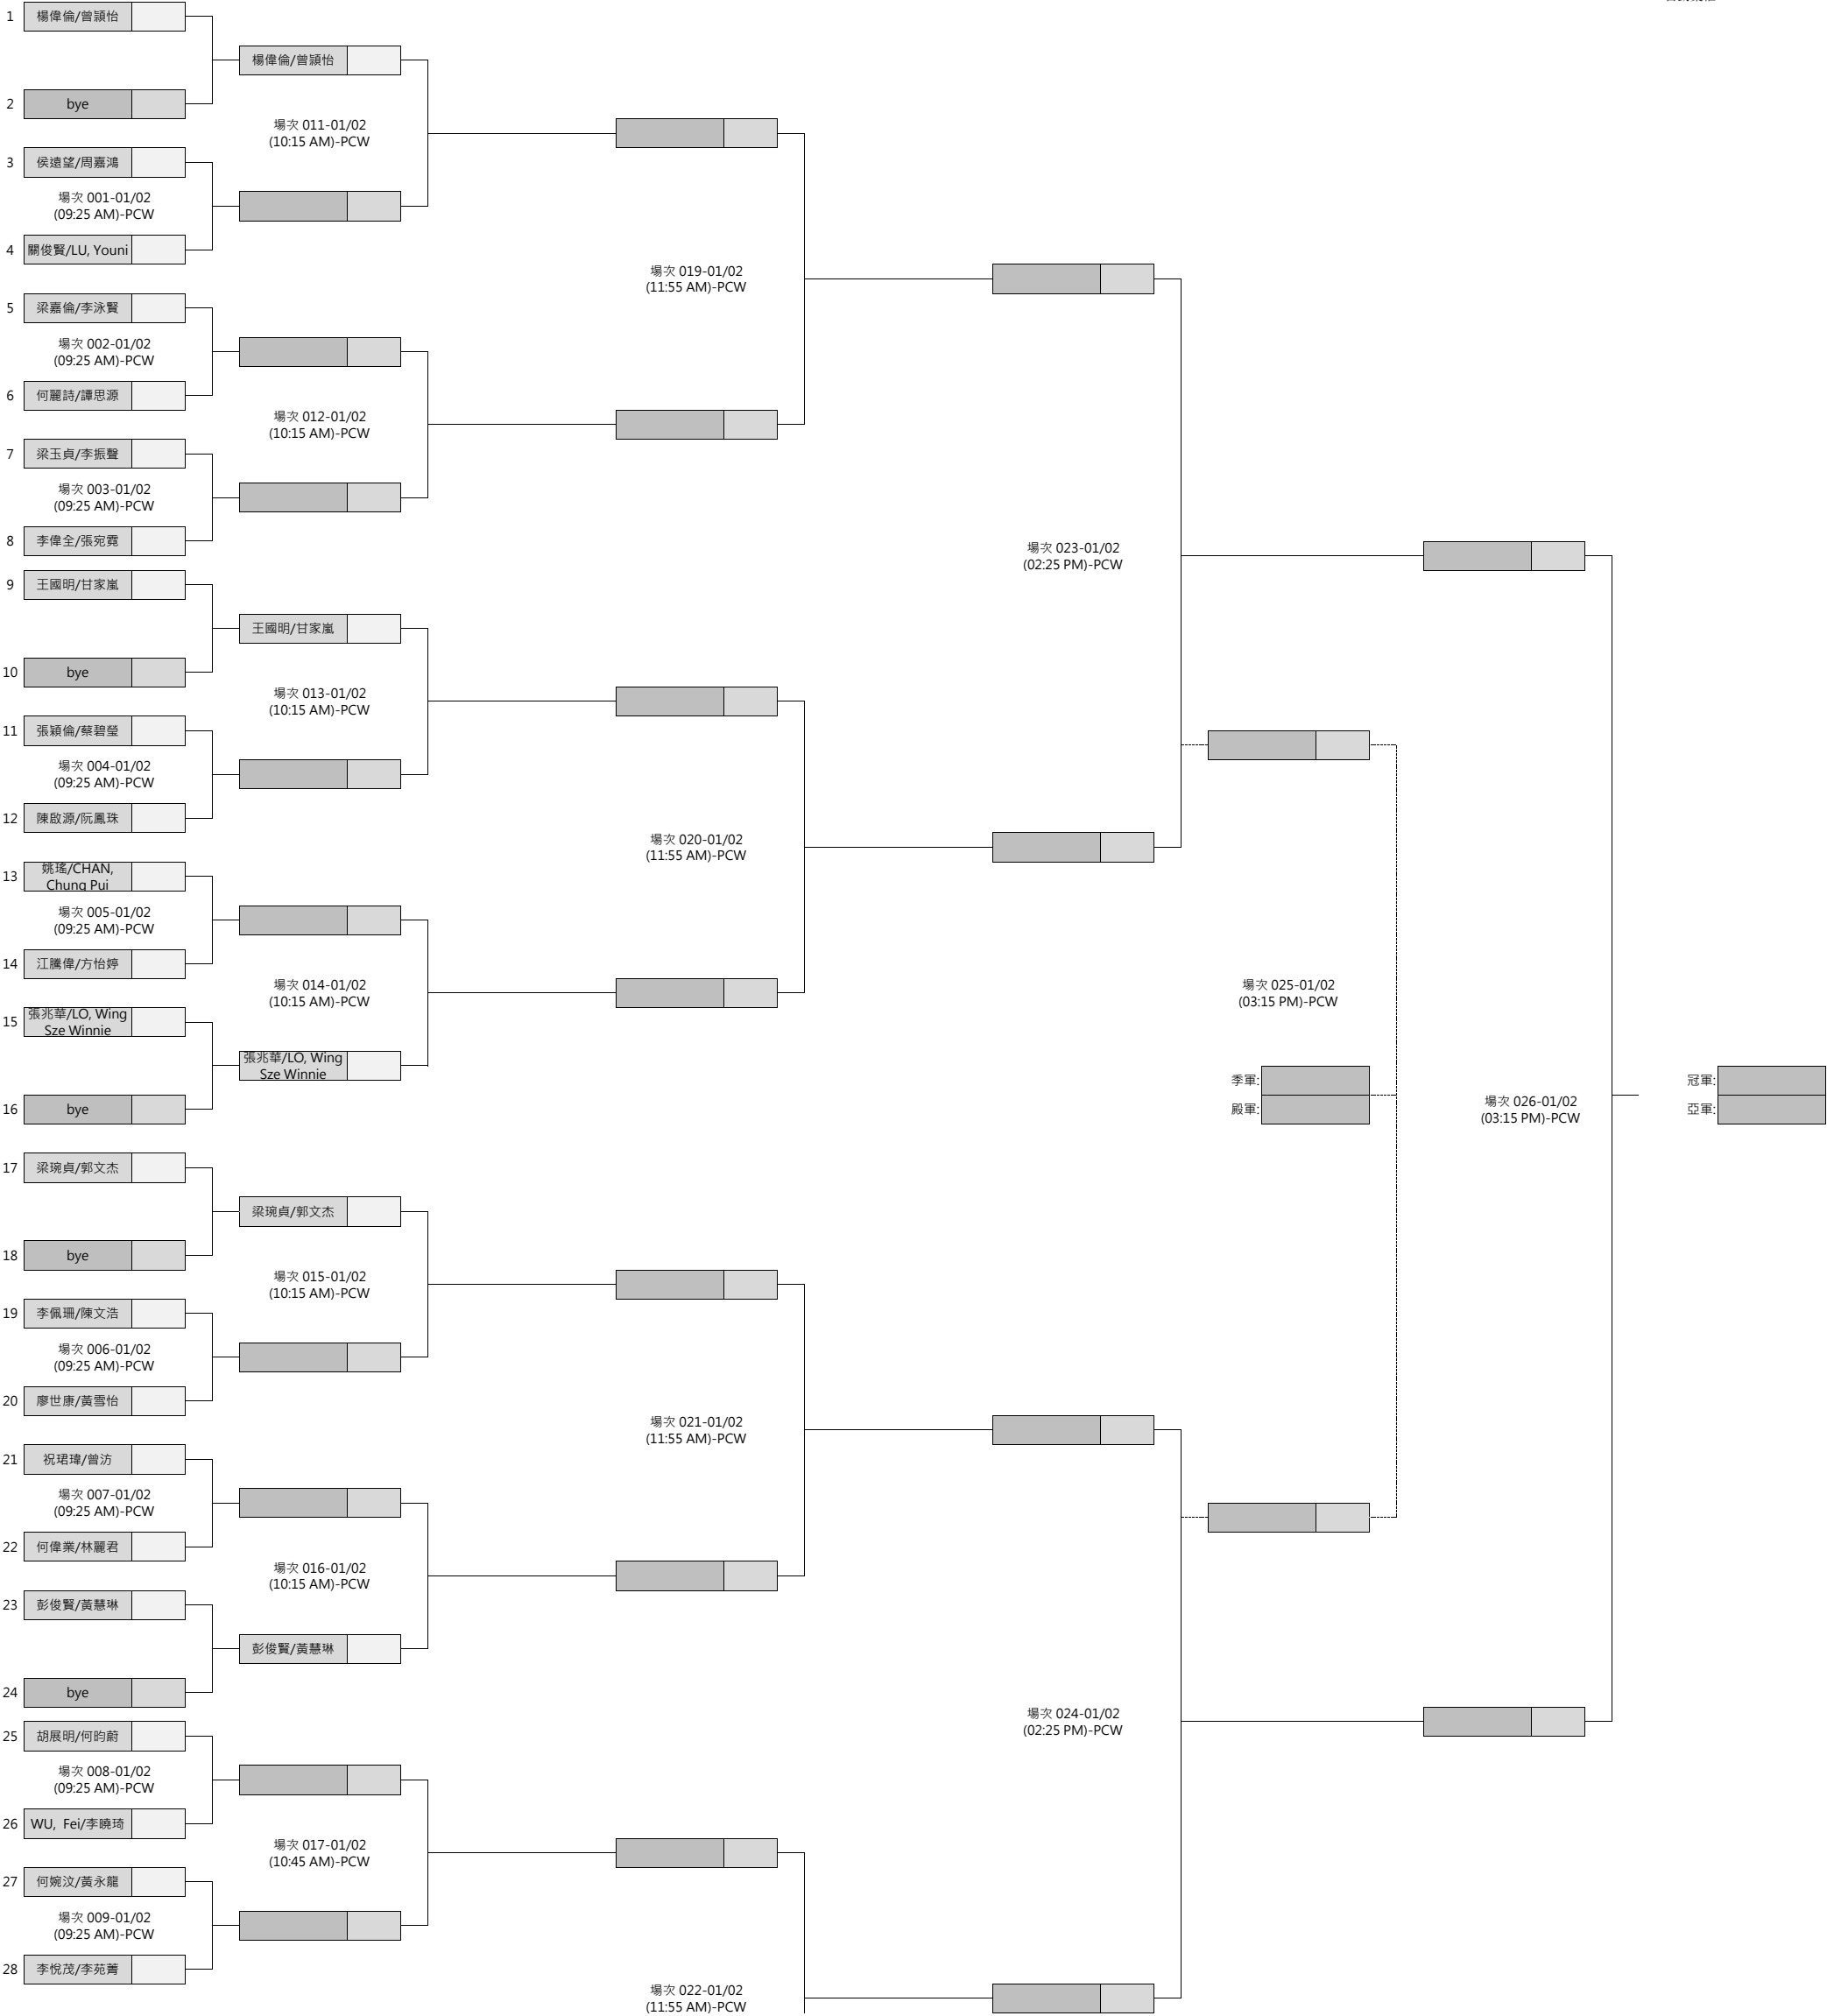 1
楊偉倫/曾頴怡
楊偉倫/曾頴怡
2
bye
場次 011-01/02
(10:15 AM)-PCW
3
侯遠望/周嘉鴻
場次 001-01/02
(09:25 AM)-PCW
4
關俊賢/LU, Youni
場次 019-01/02
(11:55 AM)-PCW
5
梁嘉倫/李泳賢
場次 002-01/02
(09:25 AM)-PCW
6
何麗詩/譚思源
場次 012-01/02
(10:15 AM)-PCW
7
梁玉貞/李振聲
場次 003-01/02
(09:25 AM)-PCW
8
李偉全/張宛霓
場次 023-01/02
(02:25 PM)-PCW
9
王國明/甘家嵐
王國明/甘家嵐
10
bye
場次 013-01/02
(10:15 AM)-PCW
11
張穎倫/蔡碧瑩
場次 004-01/02
(09:25 AM)-PCW
12
陳啟源/阮鳳珠
場次 020-01/02
(11:55 AM)-PCW
13
姚瑤/CHAN,
Chung Pui
場次 005-01/02
(09:25 AM)-PCW
14
江騰偉/方怡婷
場次 014-01/02
(10:15 AM)-PCW
場次 025-01/02
(03:15 PM)-PCW
15
張兆華/LO, Wing
Sze Winnie
張兆華/LO, Wing
Sze Winnie
16
bye
季軍:
殿軍:
場次 026-01/02
(03:15 PM)-PCW
冠軍:
亞軍:
17
梁琬貞/郭文杰
梁琬貞/郭文杰
18
bye
場次 015-01/02
(10:15 AM)-PCW
19
李佩珊/陳文浩
場次 006-01/02
(09:25 AM)-PCW
20
廖世康/黃雪怡
場次 021-01/02
(11:55 AM)-PCW
21
祝珺瑋/曾汸
場次 007-01/02
(09:25 AM)-PCW
22
何偉業/林麗君
場次 016-01/02
(10:15 AM)-PCW
23
彭俊賢/黃慧琳
彭俊賢/黃慧琳
24
bye
場次 024-01/02
(02:25 PM)-PCW
25
胡展明/何昀蔚
場次 008-01/02
(09:25 AM)-PCW
26
WU, Fei/李曉琦
場次 017-01/02
(10:45 AM)-PCW
27
何婉汶/黃永龍
場次 009-01/02
(09:25 AM)-PCW
28
李悅茂/李苑菁
場次 022-01/02
(11:55 AM)-PCW